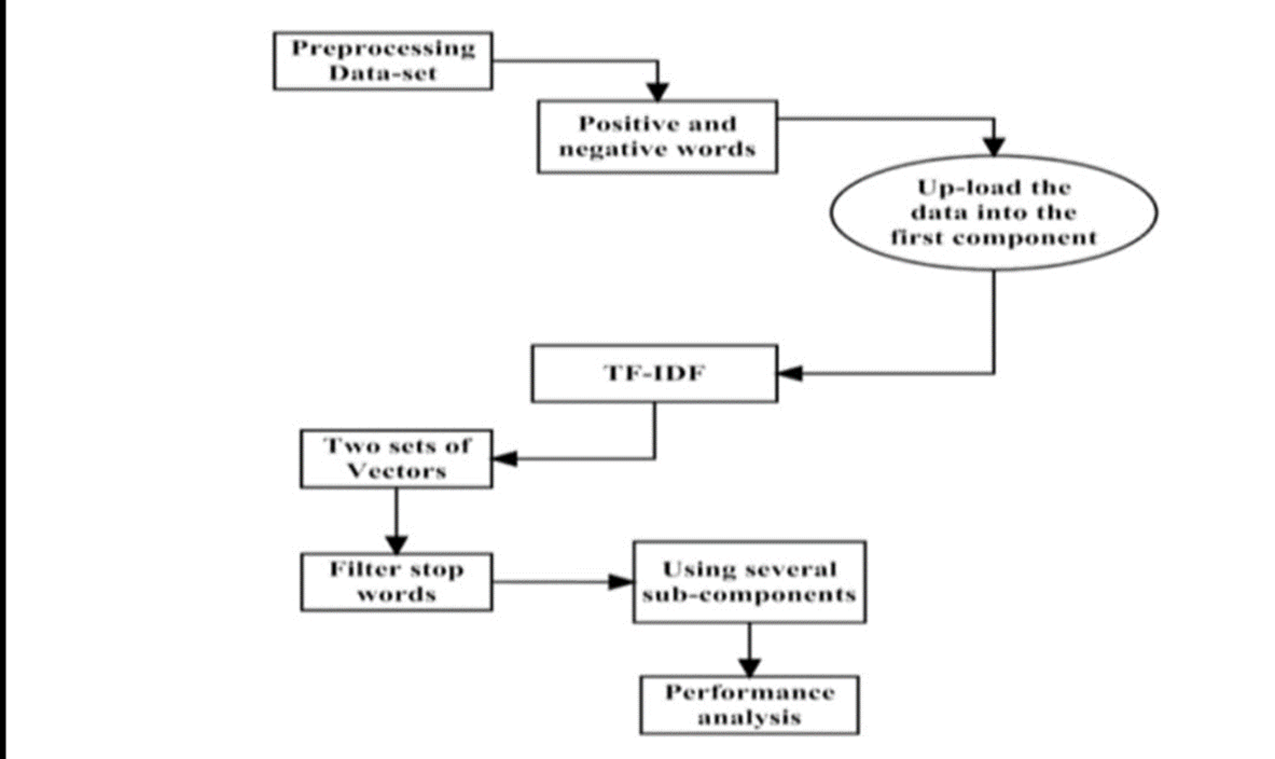 Preprocessing
Data-set
Positive and
negative words
Up-load the
data into the
first component
TF-IDF
Two sets of
Vectors
Filter stop
words
Using several
sub-components
Performance
analysis